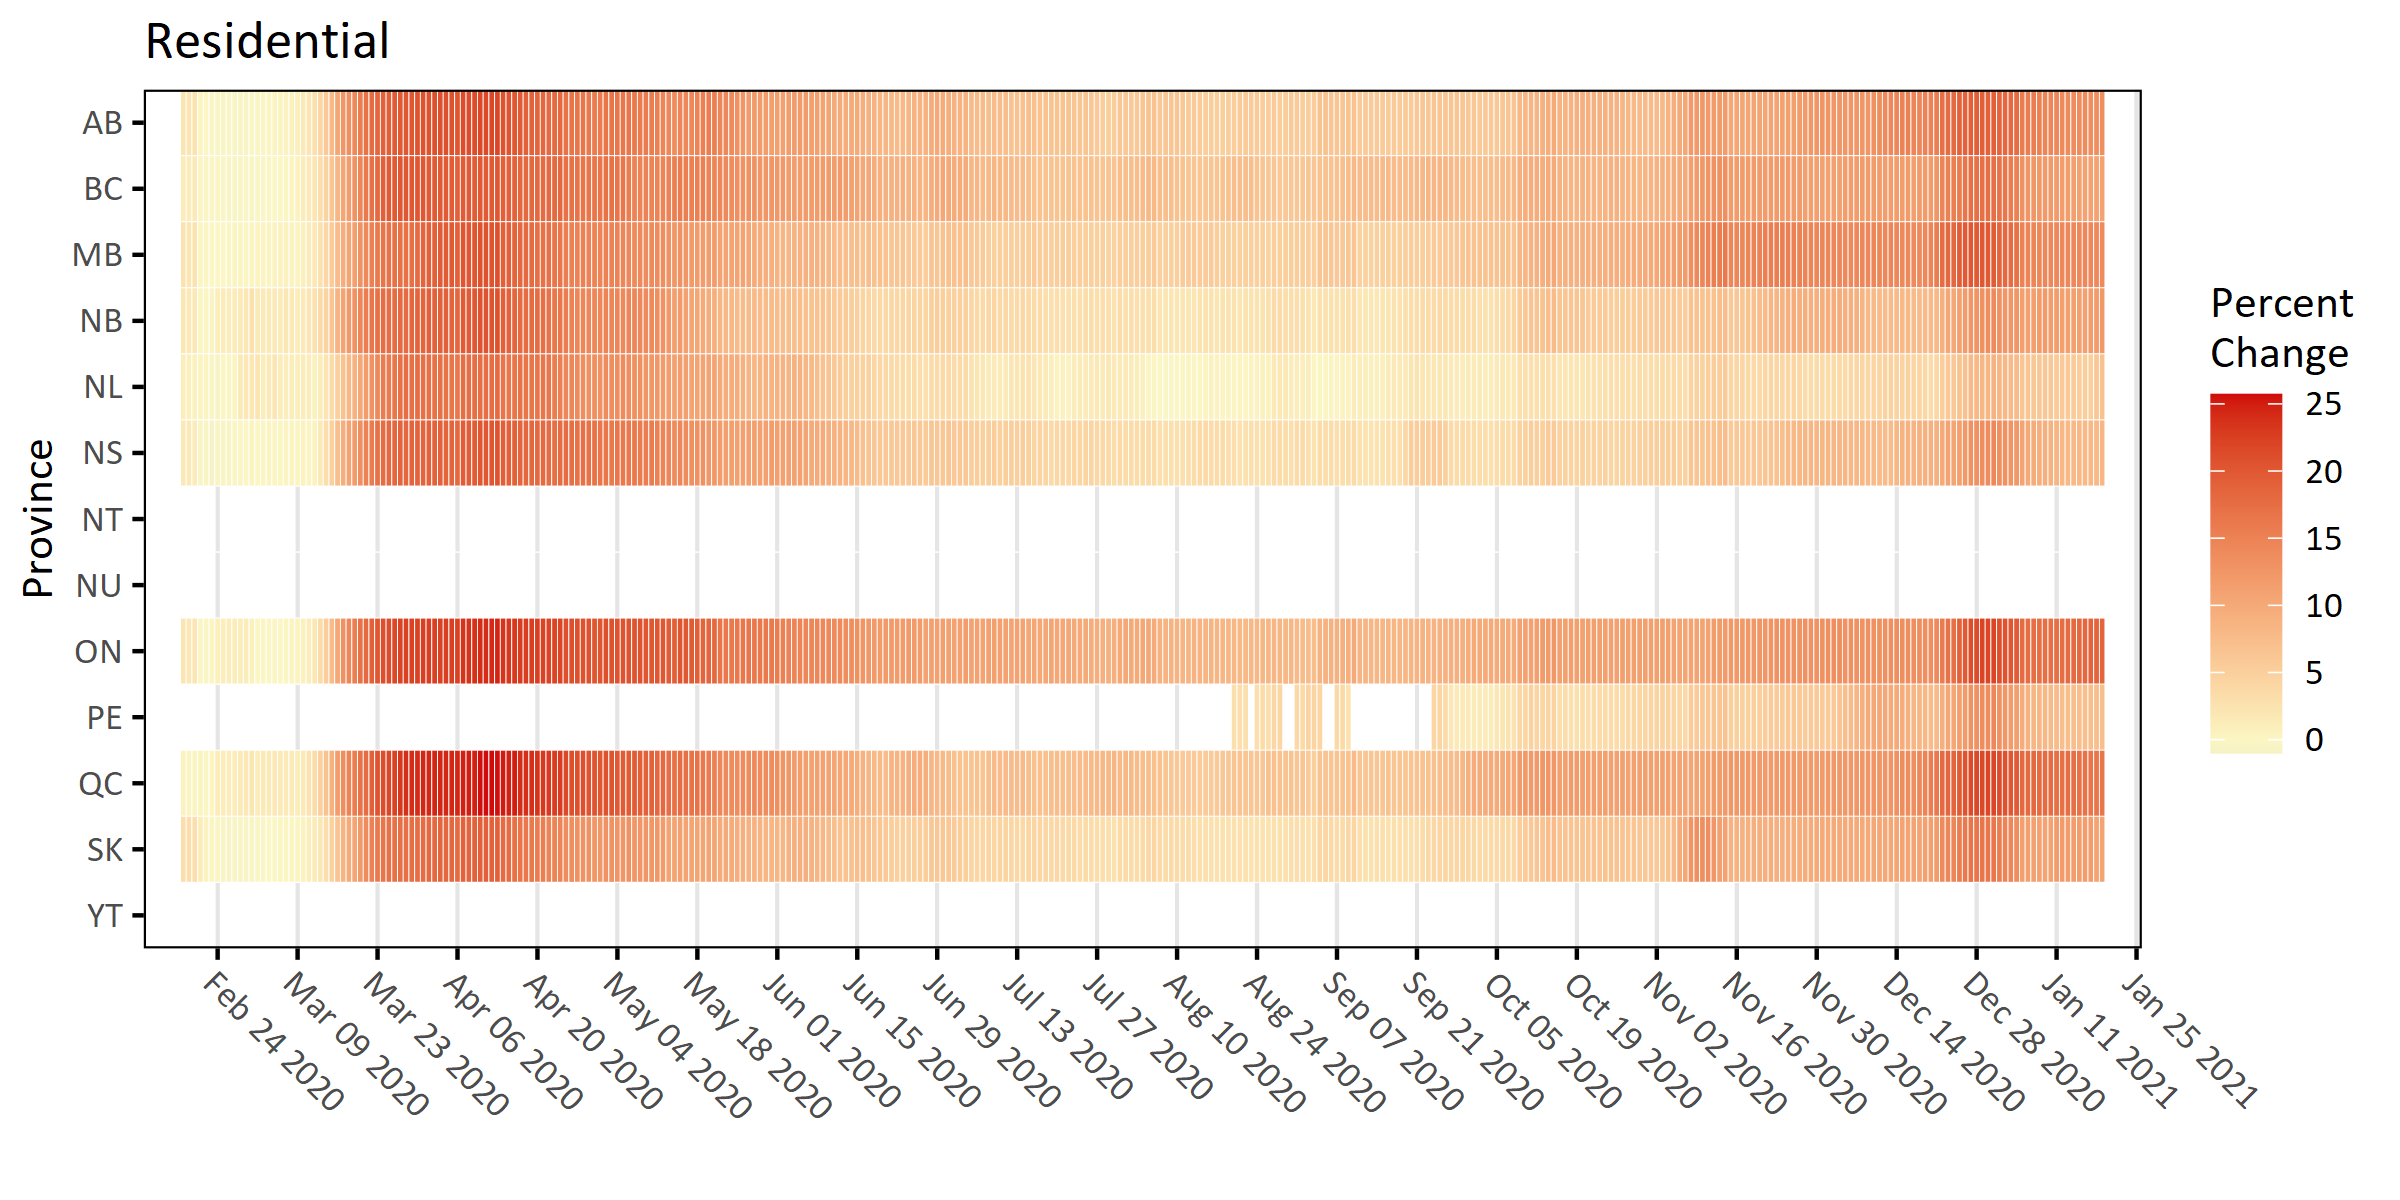 Residential
Province
AB
BC
MB
NB
NL
NS
NT
NU
ON
PE
QC
SK
YT
Feb 24 2020
Mar 09 2020
Mar 23 2020
Apr 06 2020
Apr 20 2020
May 04 2020
May 18 2020
Jun 01 2020
Jun 15 2020
Jun 29 2020
Jul 13 2020
Jul 27 2020
Aug 10 2020
Aug 24 2020
Sep 07 2020
Sep 21 2020
Oct 05 2020
Oct 19 2020
Nov 02 2020
Nov 16 2020
Nov 30 2020
Dec 14 2020
Dec 28 2020
Jan 11 2021
Jan 25 2021
Percent
Change
25
20
15
10
5
0